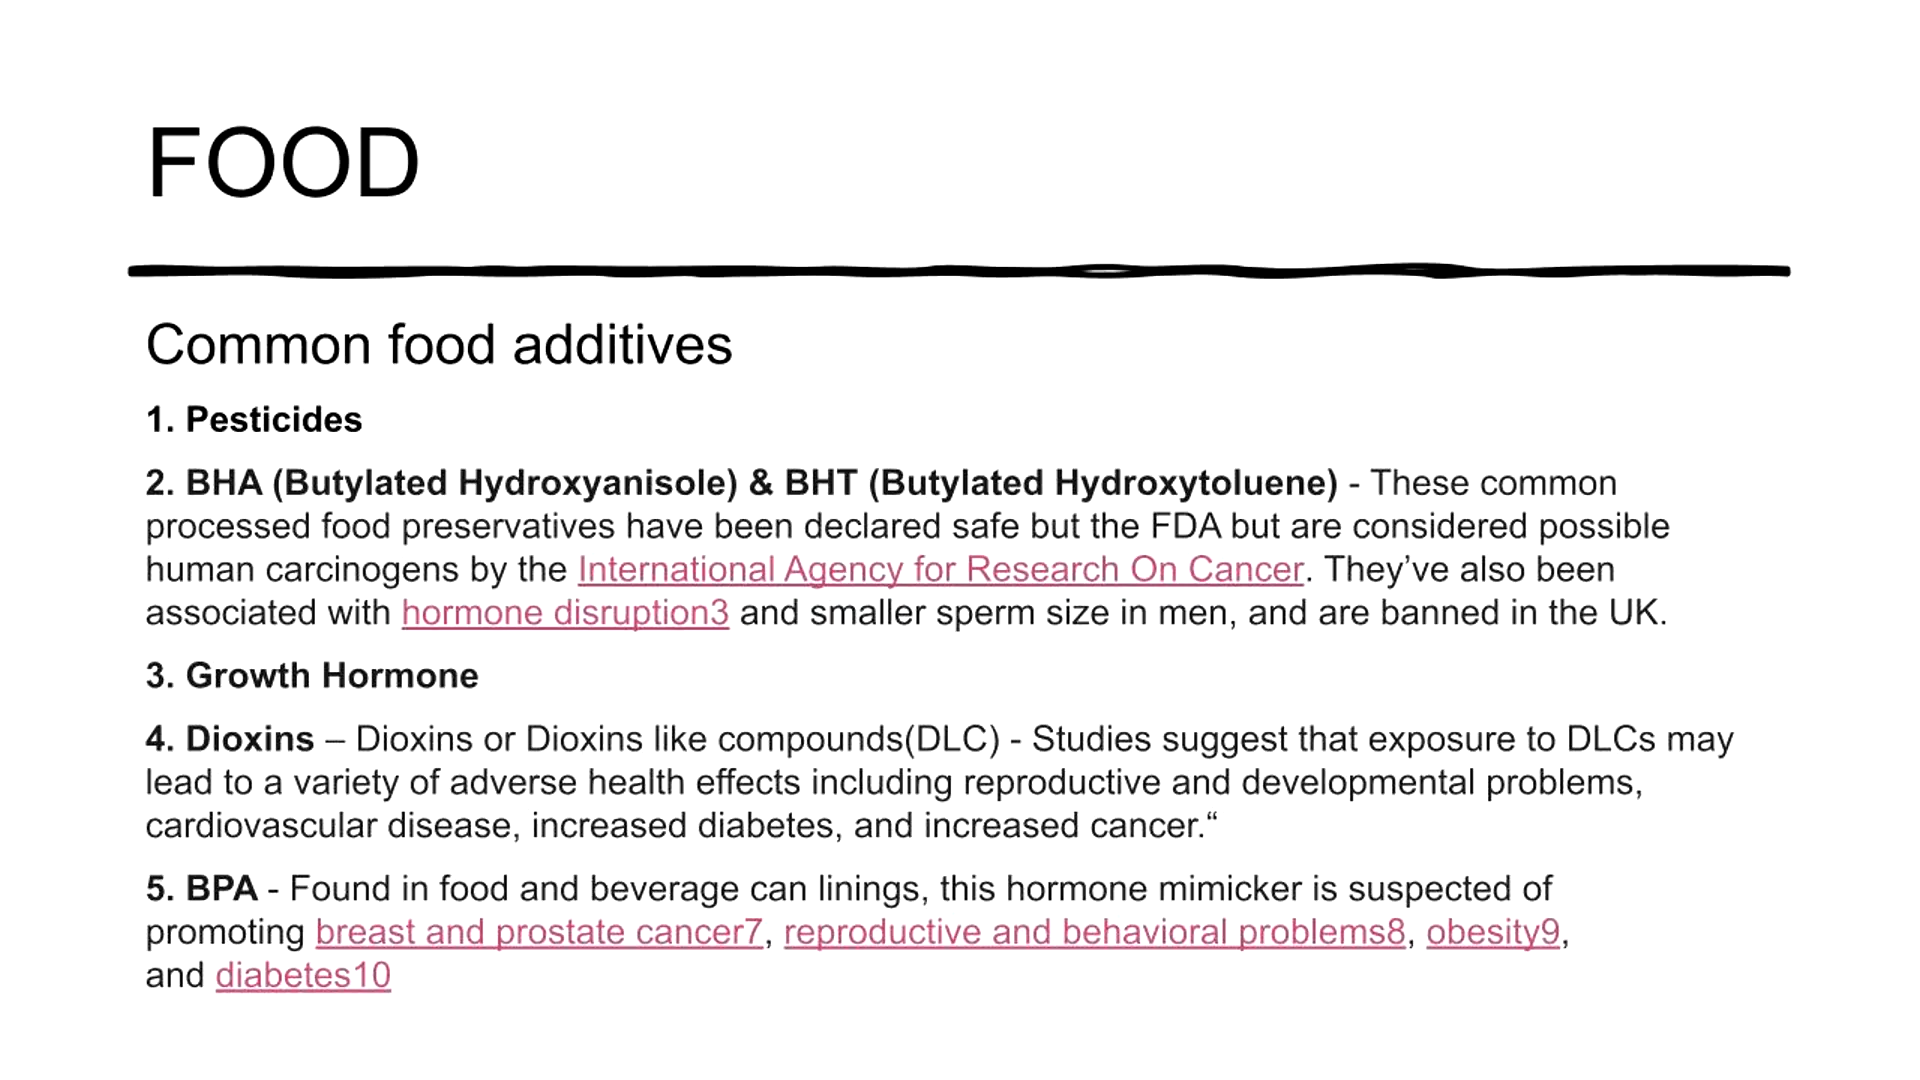 FOOD
Common food additives
1. Pesticides
2. BHA (Butylated Hydroxyanisole) & BHT (Butylated Hydroxytoluene) - These common
processed food preservatives have been declared safe but the FDA but are considered possible
human carcinogens by the International Agency for Research On Cancer. They’ve also been
associated with hormone disruption3 and smaller sperm size in men, and are banned in the UK.
3. Growth Hormone
4. Dioxins – Dioxins or Dioxins like compounds(DLC) - Studies suggest that exposure to DLCs may
lead to a variety of adverse health effects including reproductive and developmental problems,
cardiovascular disease, increased diabetes, and increased cancer.“
5. BPA - Found in food and beverage can linings, this hormone mimicker is suspected of
promoting breast and prostate cancer7, reproductive and behavioral problems8, obesity9,
and diabetes10